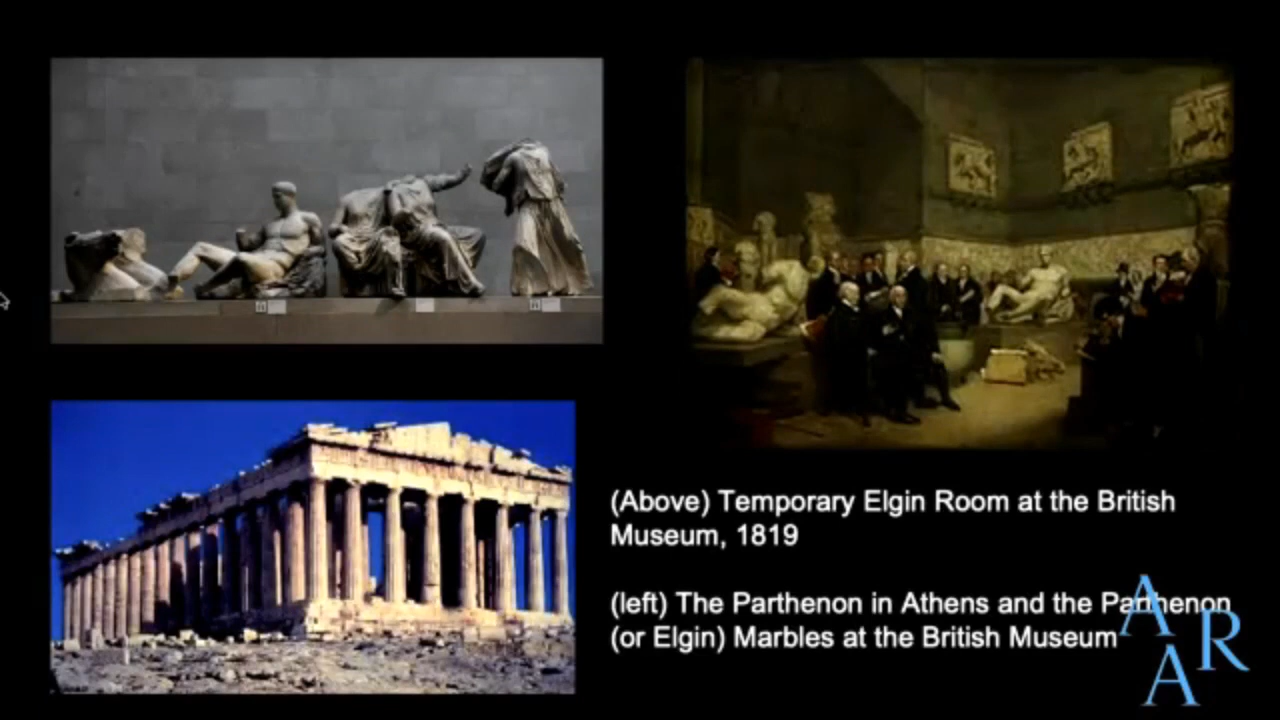 (Above) Temporary Elgin Room at the British
Museum, 1819
(left) The Parthenon in Athens and the Parthenon
(or Elgin) Marbles at the British Museum
A
R
A